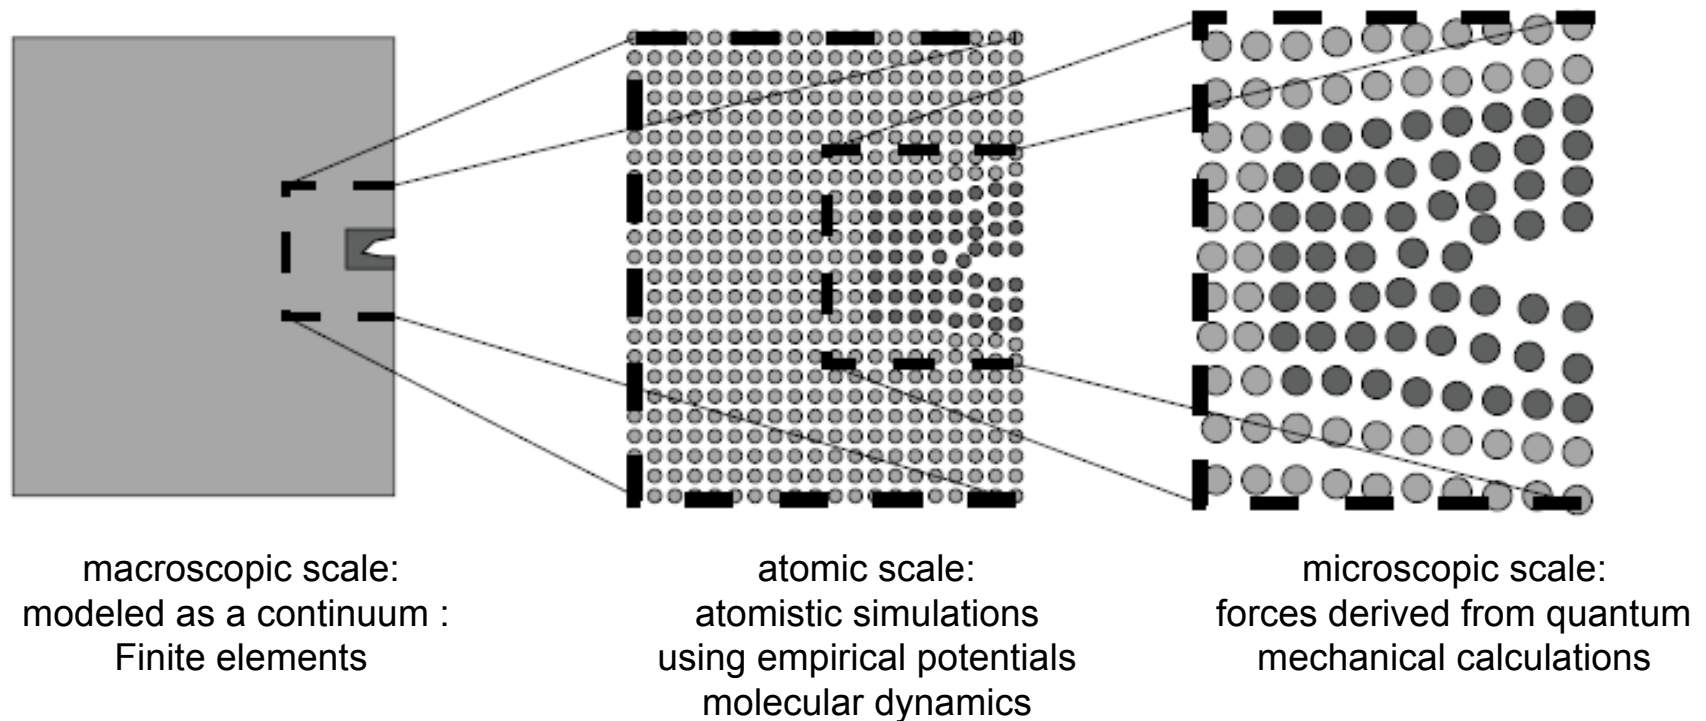 macroscopic scale:
modeled as a continuum :
Finite elements
atomic scale:
atomistic simulations
using empirical potentials
molecular dynamics
microscopic scale:
forces derived from quantum
mechanical calculations